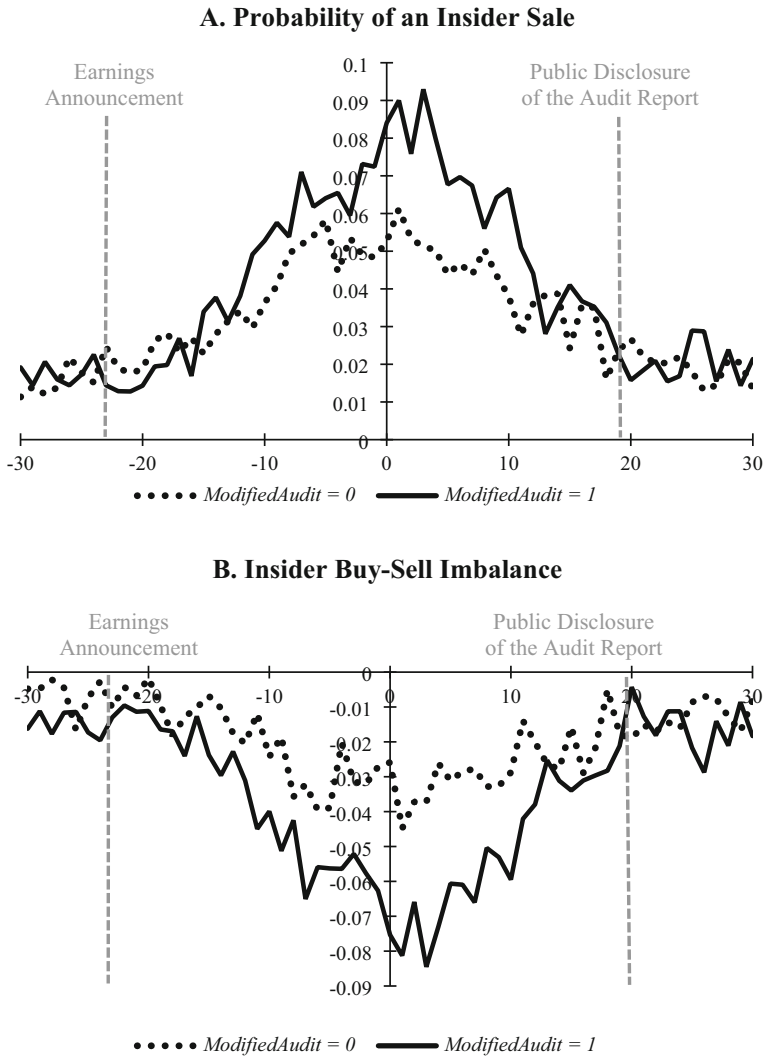 A. Probability of an Insider Sale
Earnings
Announcement
Public Disclosure
of the Audit Report
0.1
0.09
0.08
0.07
0.06
0.05
0.04
0.03
0.02
0.01
0
-30 -20 -10 0 10 20 30
ModifiedAudit = 0 ModifiedAudit = 1
B. Insider Buy-Sell Imbalance
Earnings
Announcement
Public Disclosure
of the Audit Report
0
-30 -20 -10 0 10 20 30
-0.01
-0.02
-0.03
-0.04
-0.05
-0.06
-0.07
-0.08
-0.09
ModifiedAudit = 0 ModifiedAudit = 1